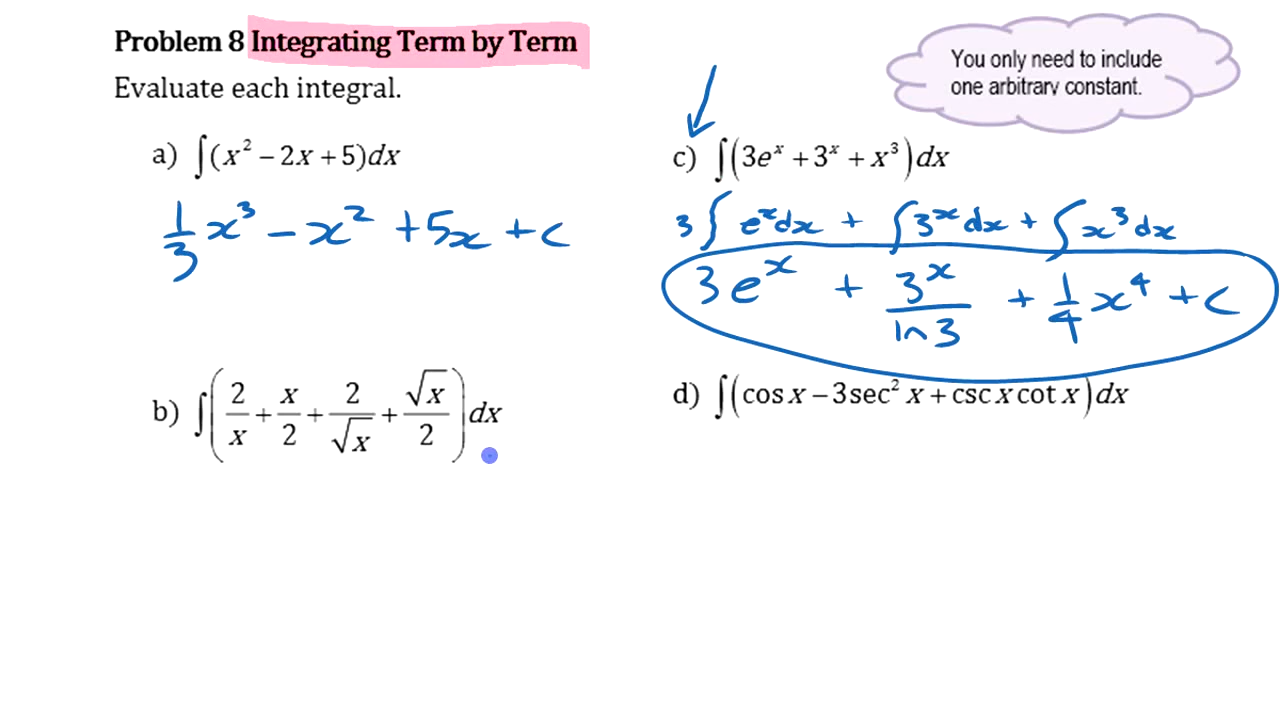 Problem 8 Integrating Term by Term
Evaluate each integral.
You only need to include
one arbitrary constant.
a) ∫(x² − 2x + 5)dx
1/3 x³ − x² + 5x + c
b) ∫(2/x + x/2 + 2/√x + √x/2)dx
c) ∫(3eˣ + 3ˣ + x³)dx
3∫eˣdx + ∫3ˣdx + ∫x³dx
3eˣ + 3ˣ/ln3 + 1/4 x⁴ + c
d) ∫(cos x − 3sec² x + csc x cot x)dx